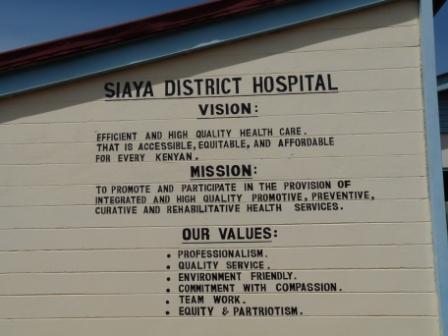 SIAYA DISTRICT HOSPITAL
VISION:
EFFICIENT AND HIGH QUALITY HEALTH CARE.
THAT IS ACCESSIBLE, EQUITABLE, AND AFFORDABLE
FOR EVERY KENYAN.
MISSION:
TO PROMOTE AND PARTICIPATE IN THE PROVISION OF
INTEGRATED AND HIGH QUALITY PROMOTIVE, PREVENTIVE,
CURATIVE AND REHABILITATIVE HEALTH SERVICES.
OUR VALUES:
• PROFESSIONALISM.
• QUALITY SERVICE.
• ENVIRONMENT FRIENDLY.
• COMMITMENT WITH COMPASSION.
• TEAM WORK.
• EQUITY & PARTRIOTISM.